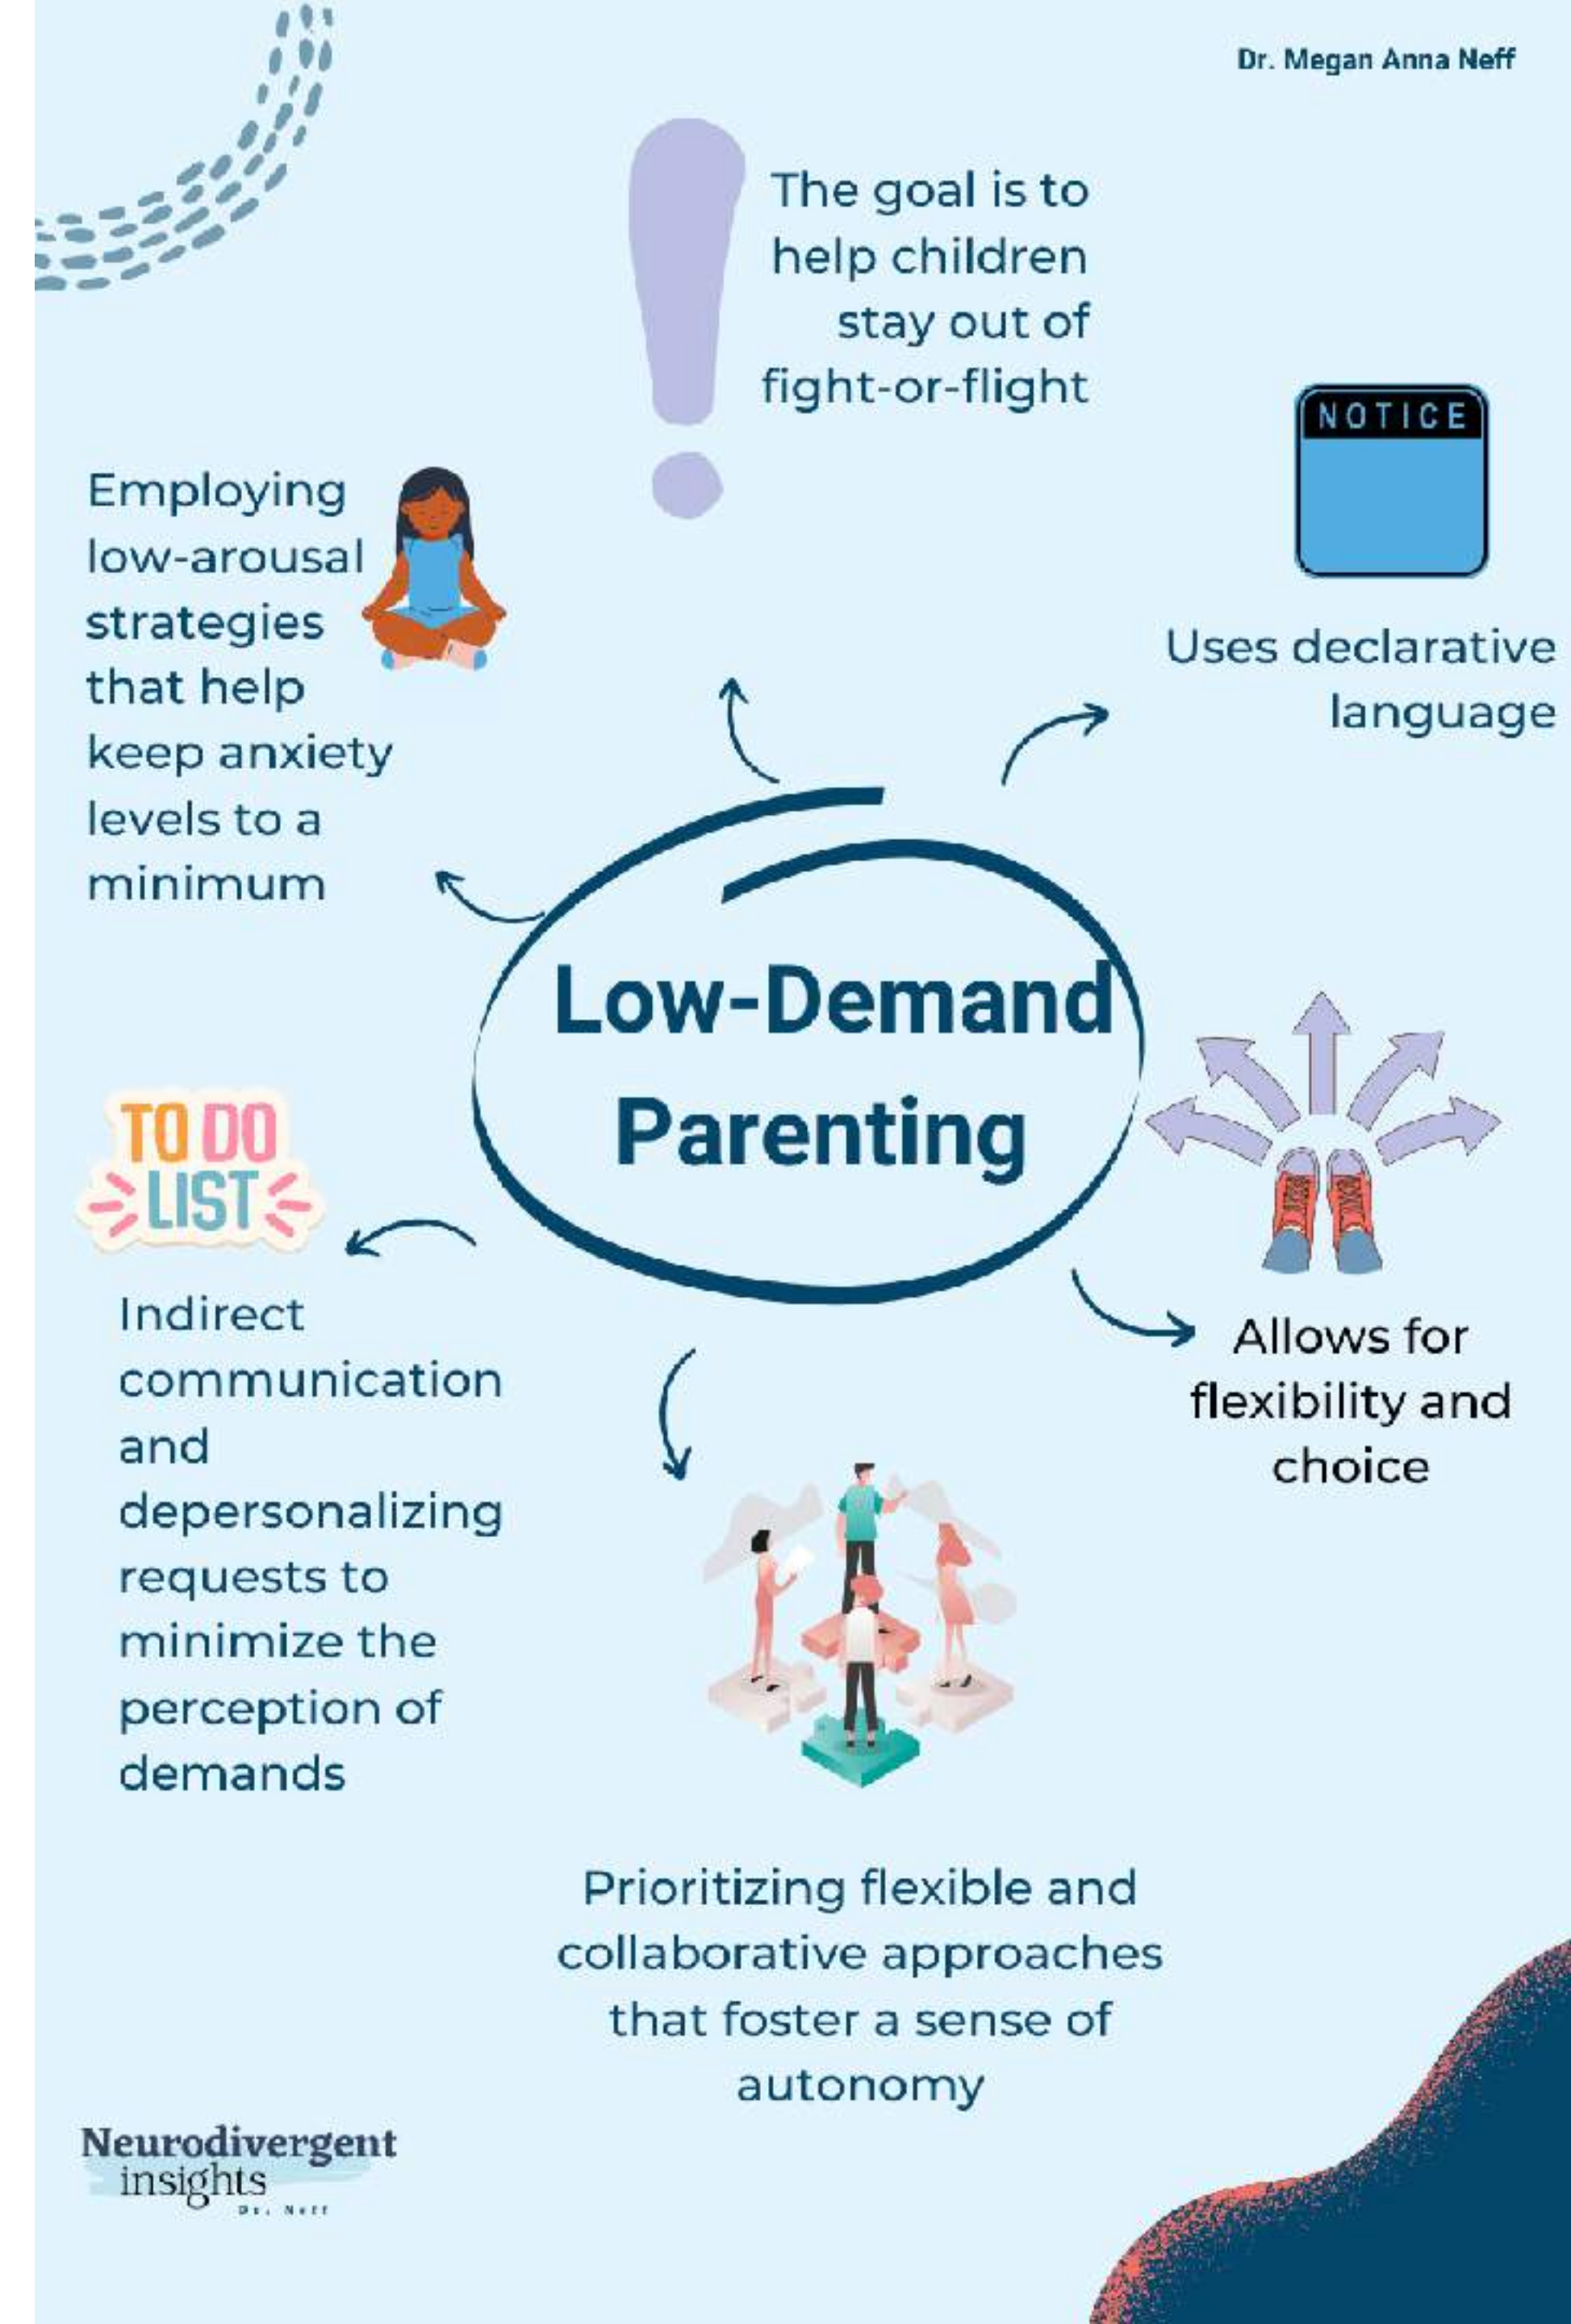 Dr. Megan Anna Neff
The goal is to
help children
stay out of
fight-or-flight
NOTICE
Uses declarative
language
Employing
low-arousal
strategies
that help
keep anxiety
levels to a
minimum
Low-Demand
Parenting
TO DO
LIST
Indirect
communication
and
depersonalizing
requests to
minimize the
perception of
demands
Allows for
flexibility and
choice
Prioritizing flexible and
collaborative approaches
that foster a sense of
autonomy
Neurodivergent
insights
Dr. Neff